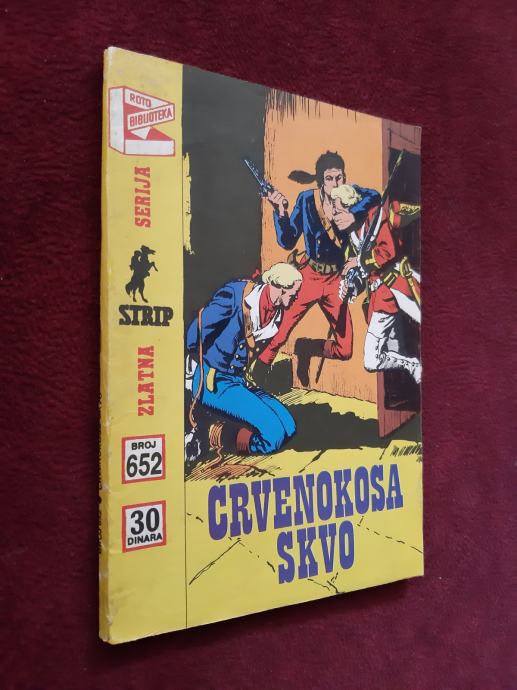 ROTO
BIBLIOTEKA
SERIJA
STRIP
ZLATNA
BROJ
652
30
DINARA
CRVENOKOSA
SKVO